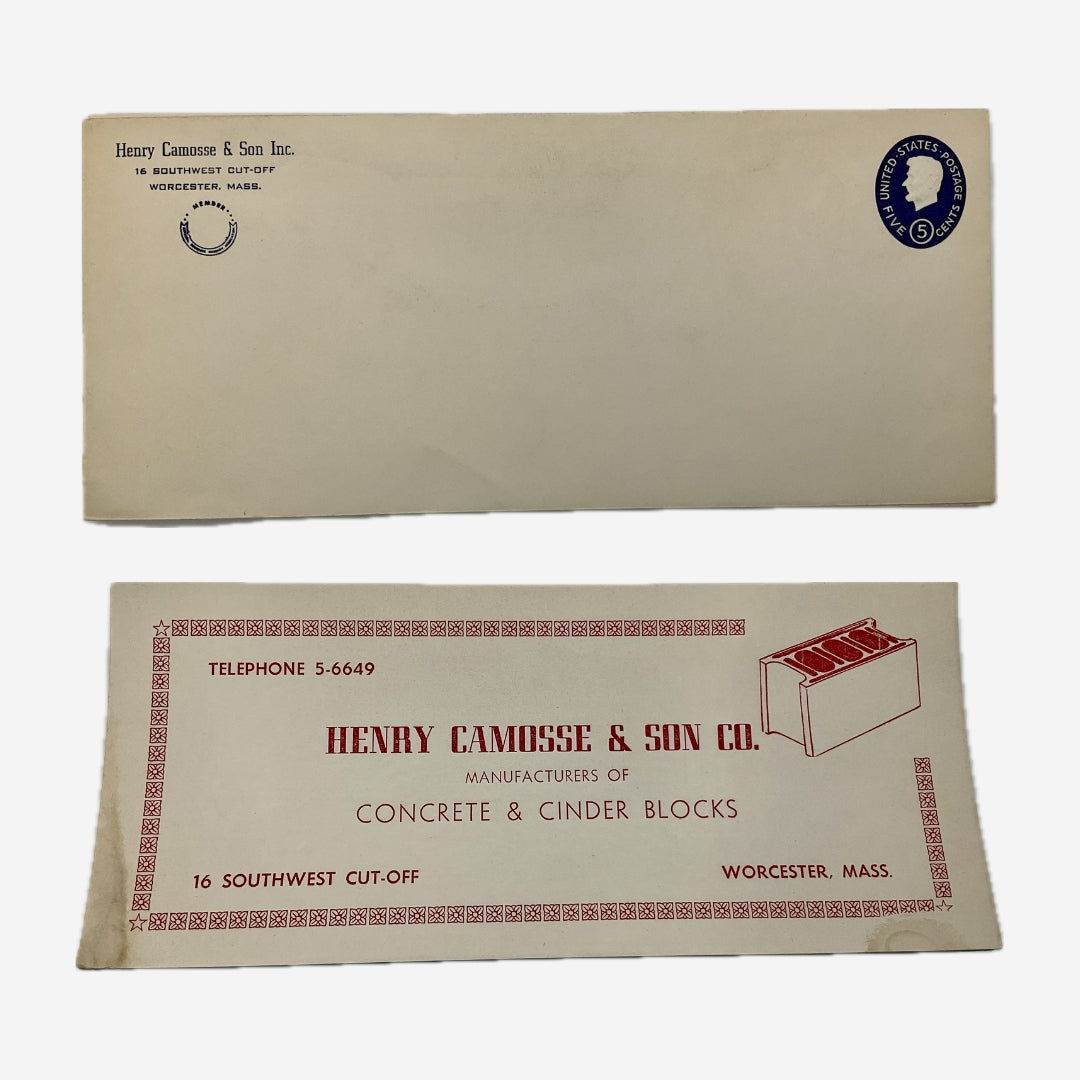 Henry Camosse & Son Inc.
16 SOUTHWEST CUT-OFF
WORCESTER, MASS.
MEMBER
UNITED·STATES·POSTAGE
FIVE 5 CENTS
TELEPHONE 5-6649
HENRY CAMOSSE & SON CO.
MANUFACTURERS OF
CONCRETE & CINDER BLOCKS
16 SOUTHWEST CUT-OFF
WORCESTER, MASS.